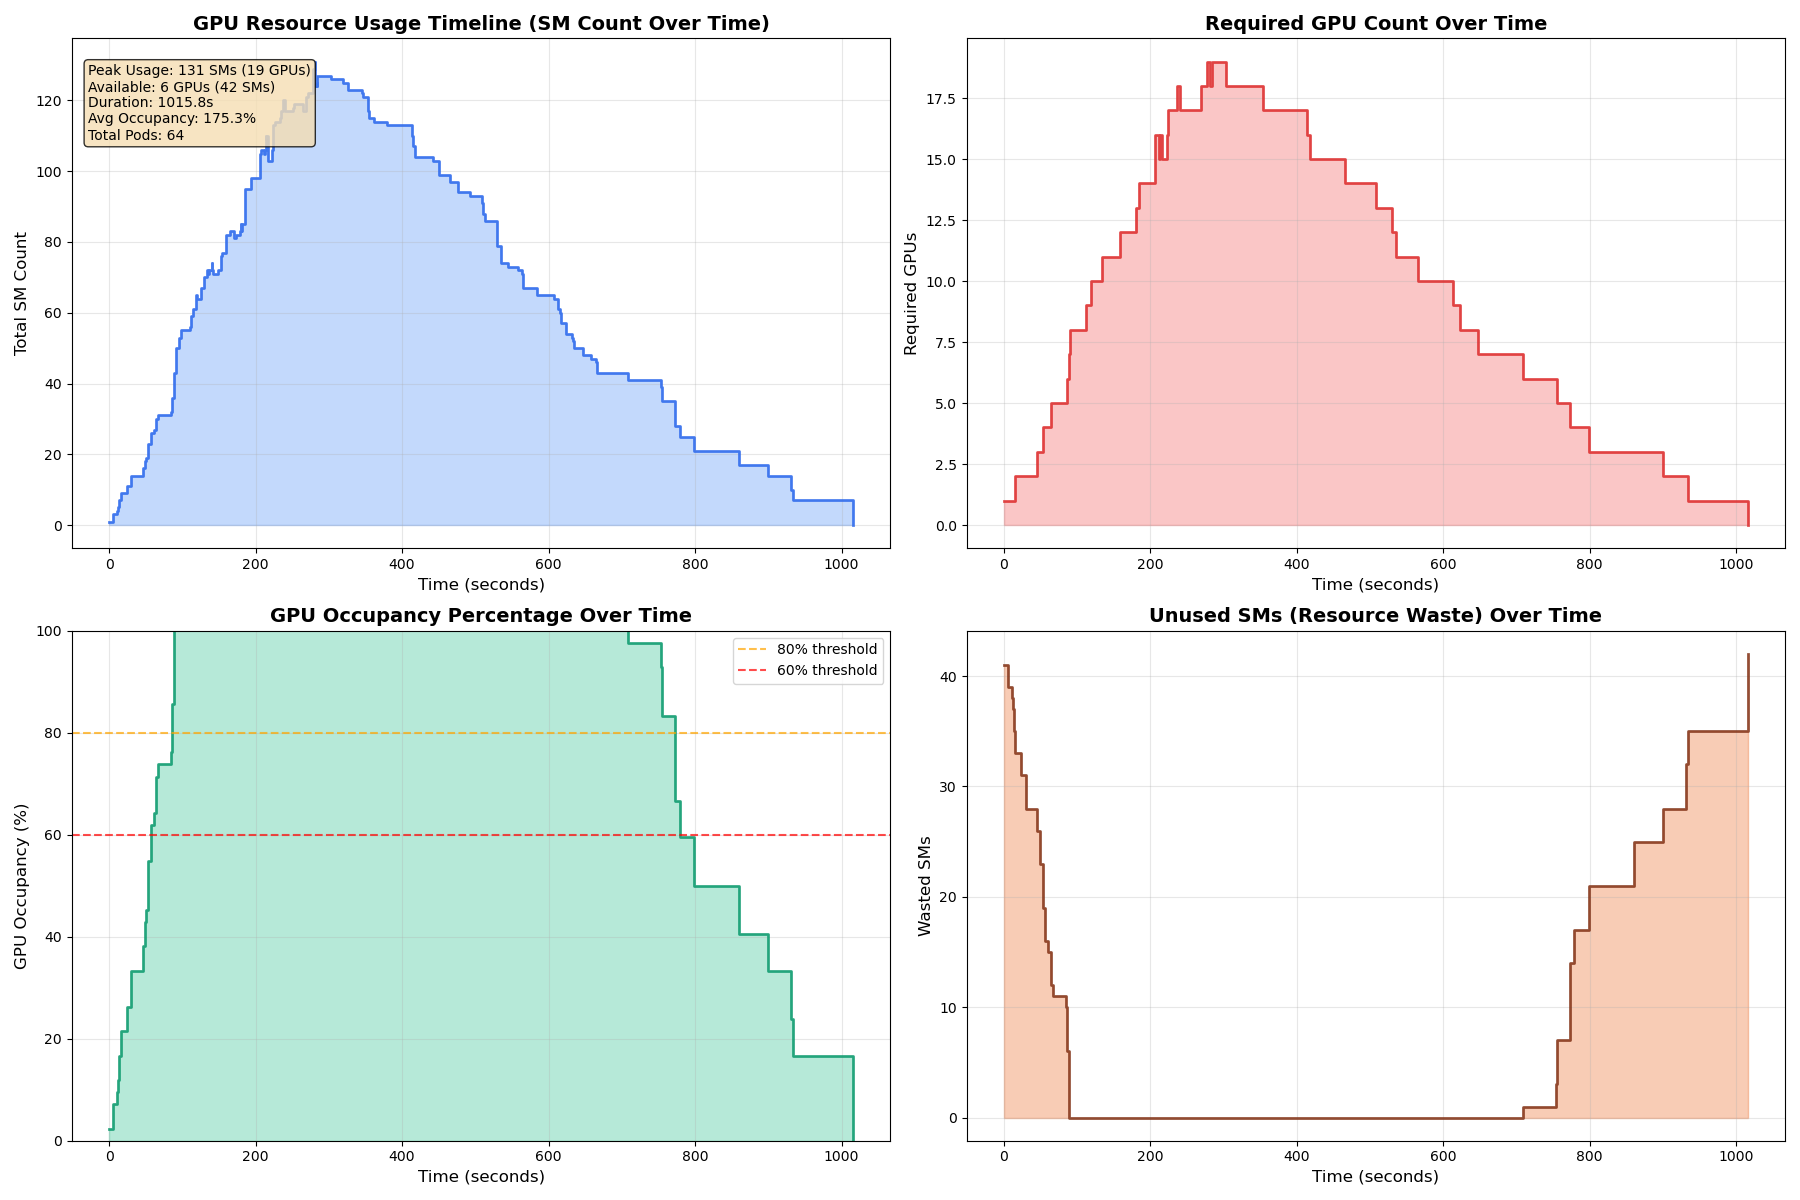 GPU Resource Usage Timeline (SM Count Over Time)
Peak Usage: 131 SMs (19 GPUs)
Available: 6 GPUs (42 SMs)
Duration: 1015.8s
Avg Occupancy: 175.3%
Total Pods: 64
Total SM Count
120
100
80
60
40
20
0
0 200 400 600 800 1000
Time (seconds)
Required GPU Count Over Time
Required GPUs
17.5
15.0
12.5
10.0
7.5
5.0
2.5
0.0
0 200 400 600 800 1000
Time (seconds)
GPU Occupancy Percentage Over Time
80% threshold
60% threshold
GPU Occupancy (%)
100
80
60
40
20
0
0 200 400 600 800 1000
Time (seconds)
Unused SMs (Resource Waste) Over Time
Wasted SMs
40
30
20
10
0
0 200 400 600 800 1000
Time (seconds)